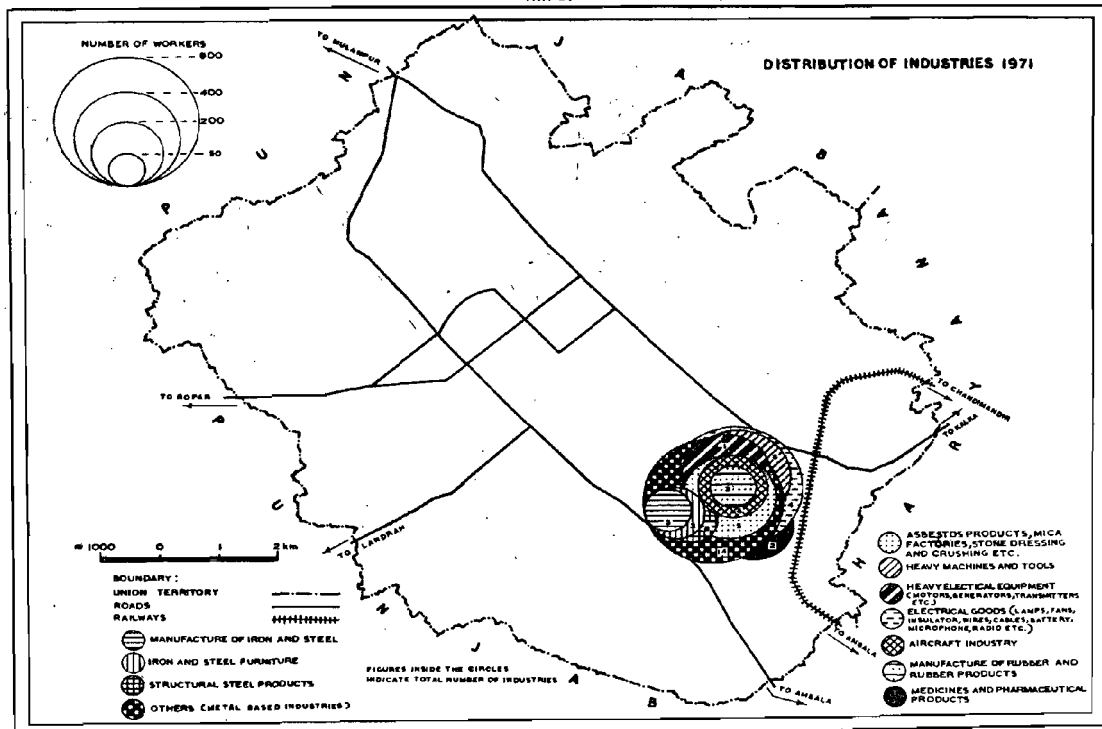 NUMBER OF WORKERS
800
400
200
50
TO MULANPUR
DISTRIBUTION OF INDUSTRIES 1971
P U N J A B
H A R Y A N A
TO CHANDIMANDIR
TO KALKA
TO ROPAR
TO LANDRAN
P U N J A B
TO AMBALA
TO AMBALA
14
2
m 1000 0 1 2 km
BOUNDARY:
UNION TERRITORY
ROADS
RAILWAYS
MANUFACTURE OF IRON AND STEEL
IRON AND STEEL FURNITURE
STRUCTURAL STEEL PRODUCTS
OTHERS (METAL BASED INDUSTRIES)
FIGURES INSIDE THE CIRCLES
INDICATE TOTAL NUMBER OF INDUSTRIES
ASBESTOS PRODUCTS, MICA
FACTORIES, STONE DRESSING
AND CRUSHING ETC.
HEAVY MACHINES AND TOOLS
HEAVY ELECTRICAL EQUIPMENT
(MOTORS, GENERATORS, TRANSMITTERS
ETC.)
ELECTRICAL GOODS (LAMPS, FANS,
INSULATOR, WIRES, CABLES, BATTERY,
MICROPHONE, RADIO ETC.)
AIRCRAFT INDUSTRY
MANUFACTURE OF RUBBER AND
RUBBER PRODUCTS
MEDICINES AND PHARMACEUTICAL
PRODUCTS